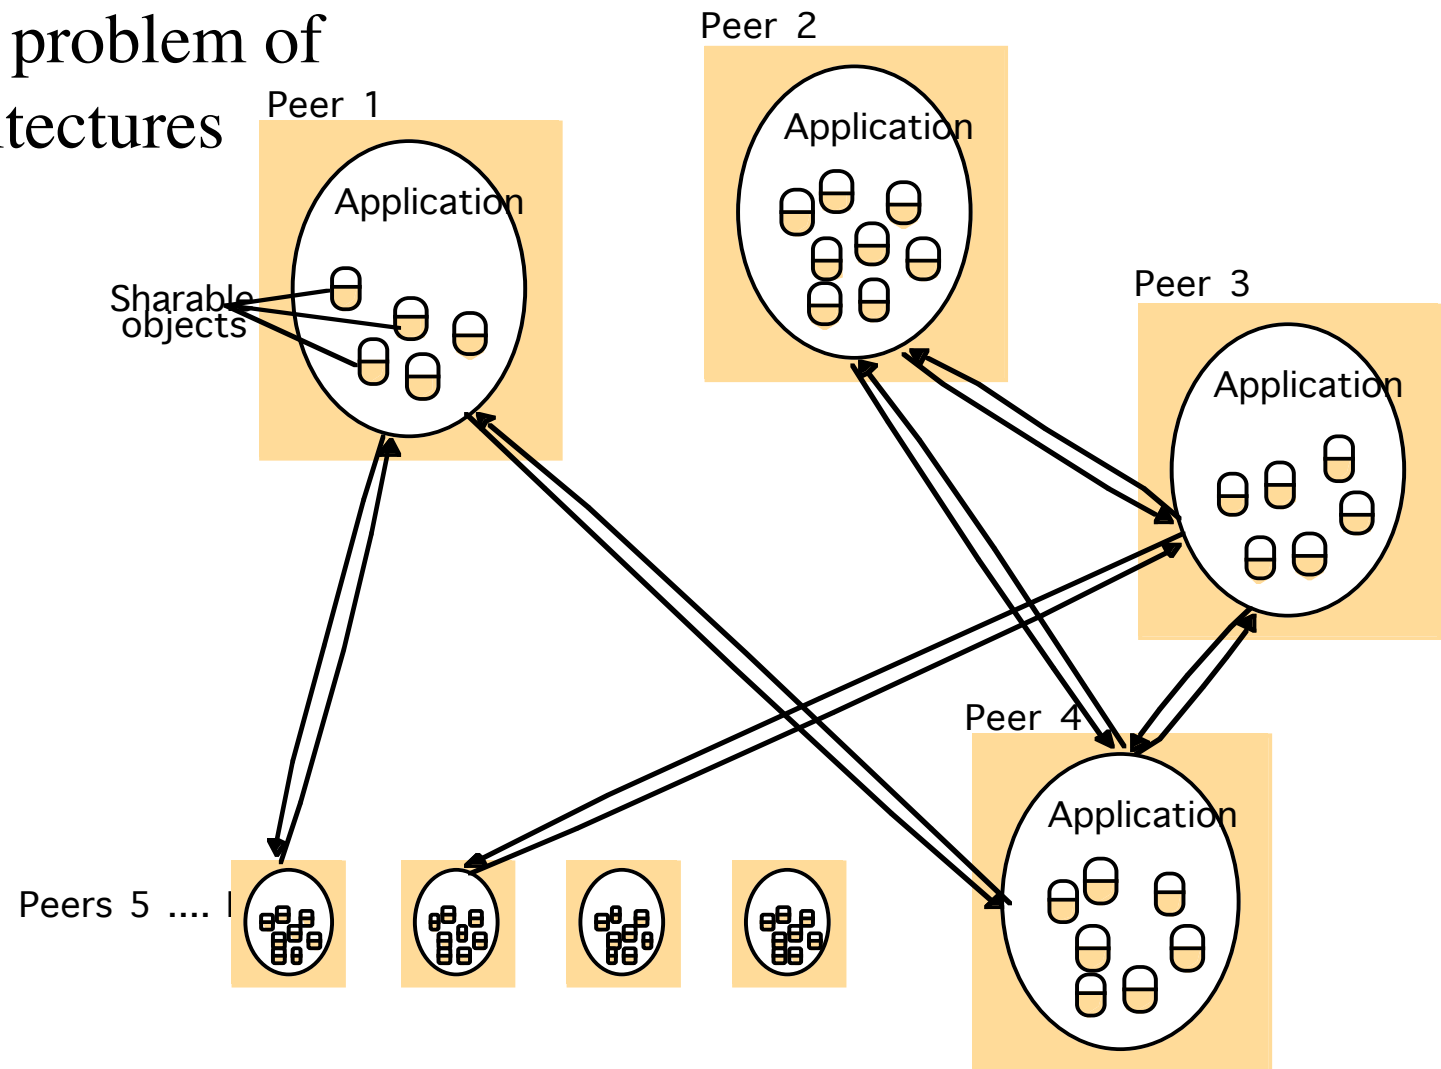 problem of
Peer 2
Peer 1
tectures
Application
Application
Peer 3
Sharable
objects
Application
Peer 4
Application
Peers 5 ....